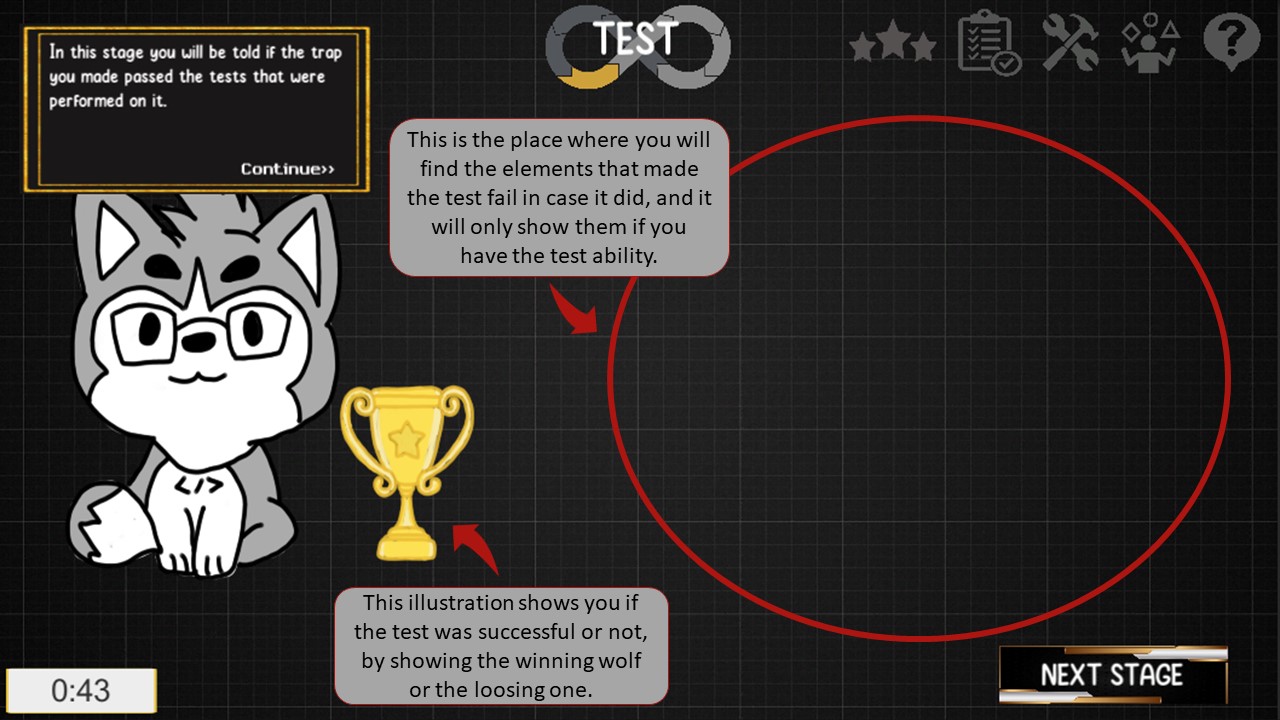 TEST
In this stage you will be told if the trap
you made passed the tests that were
performed on it.
Continue>>
This is the place where you will
find the elements that made
the test fail in case it did, and it
will only show them if you
have the test ability.
?
</>
This illustration shows you if
the test was successful or not,
by showing the winning wolf
or the loosing one.
0:43
NEXT STAGE